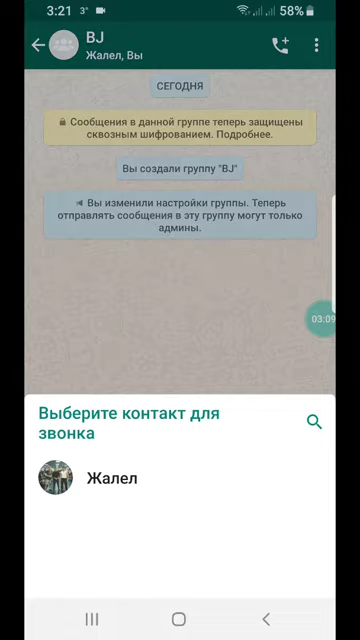 3:21 3° 58%
BJ
Жалел, Вы
СЕГОДНЯ
Сообщения в данной группе теперь защищены
сквозным шифрованием. Подробнее.
Вы создали группу "BJ"
Вы изменили настройки группы. Теперь
отправлять сообщения в эту группу могут только
админы.
03:09
Выберите контакт для
звонка
Жалел